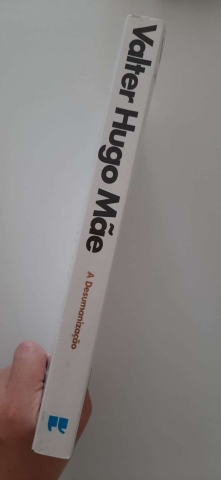 Valter Hugo Mãe
A Desumanização